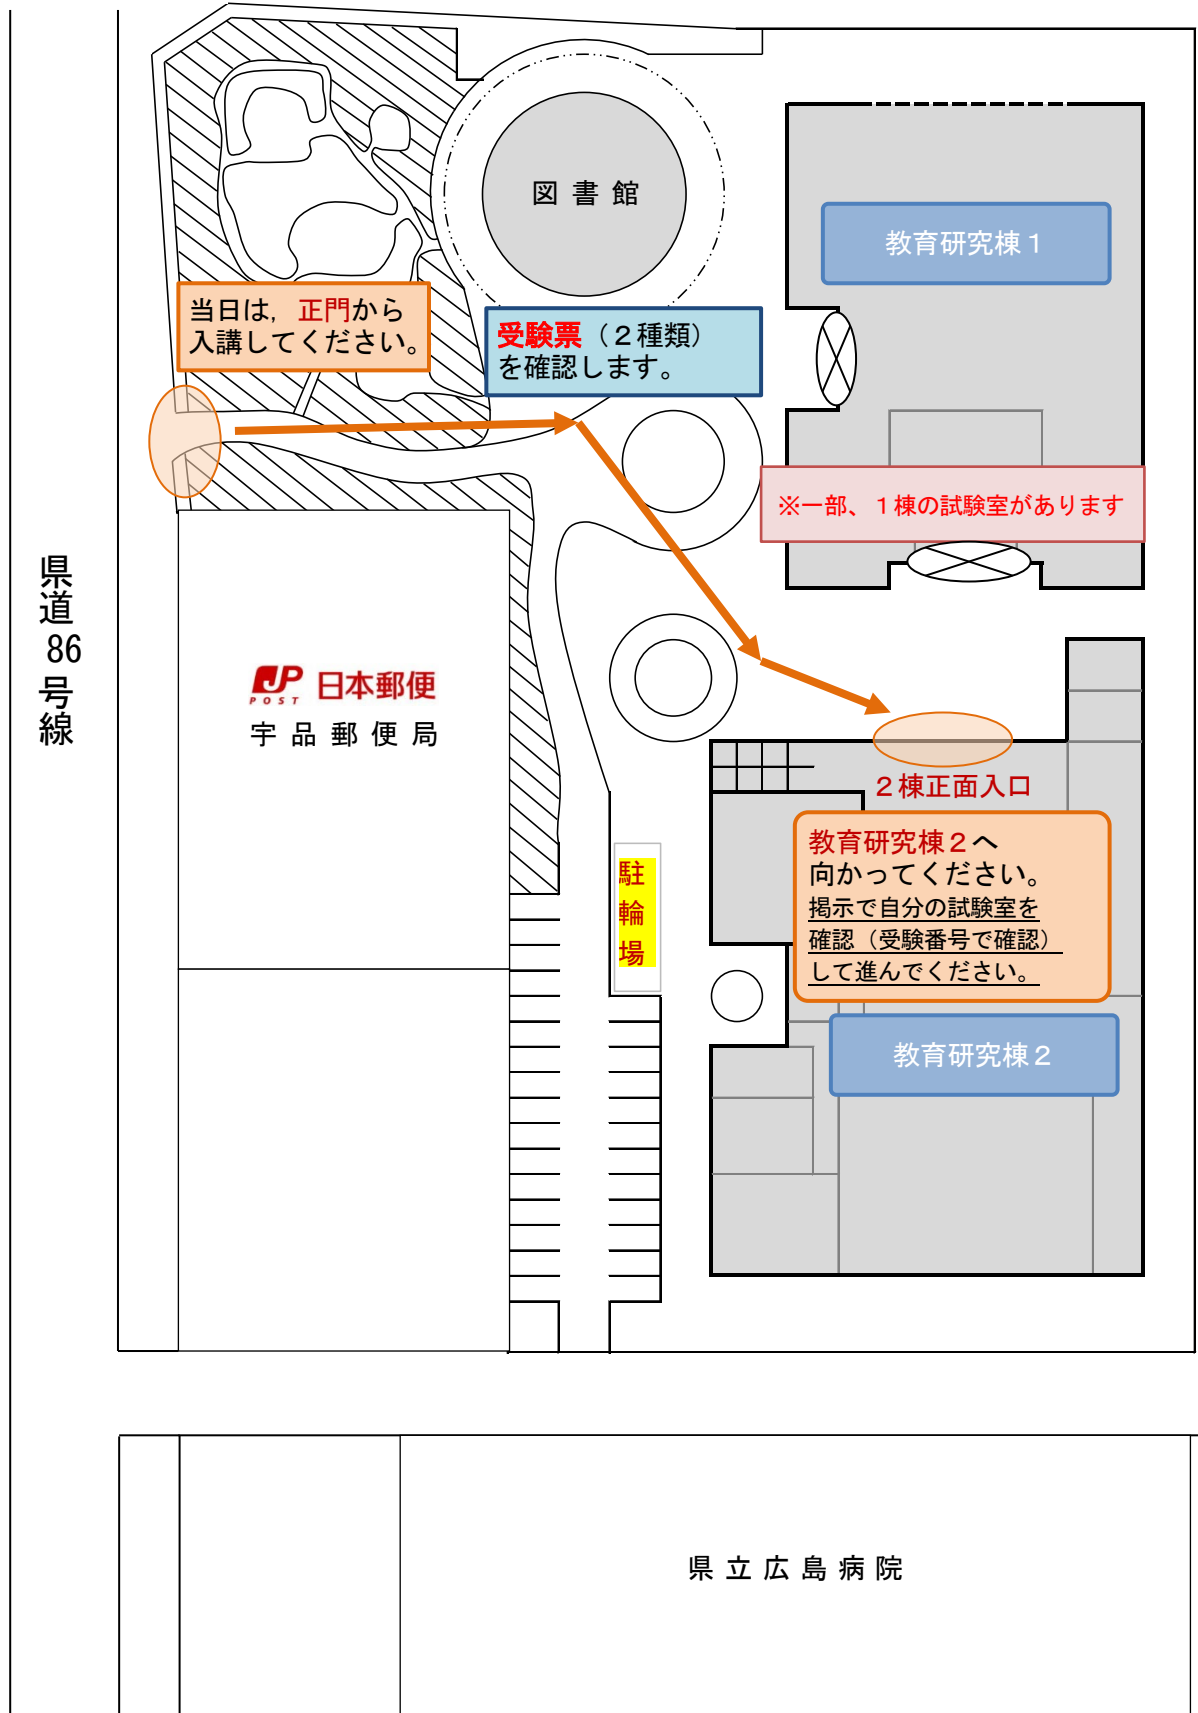 図書館
教育研究棟１
当日は，正門から
入講してください。
受験票（２種類）
を確認します。
※一部、１棟の試験室があります
県道86号線
JP POST 日本郵便
宇品郵便局
２棟正面入口
教育研究棟２へ
向かってください。
掲示で自分の試験室を
確認（受験番号で確認）
して進んでください。
駐輪場
教育研究棟２
県立広島病院